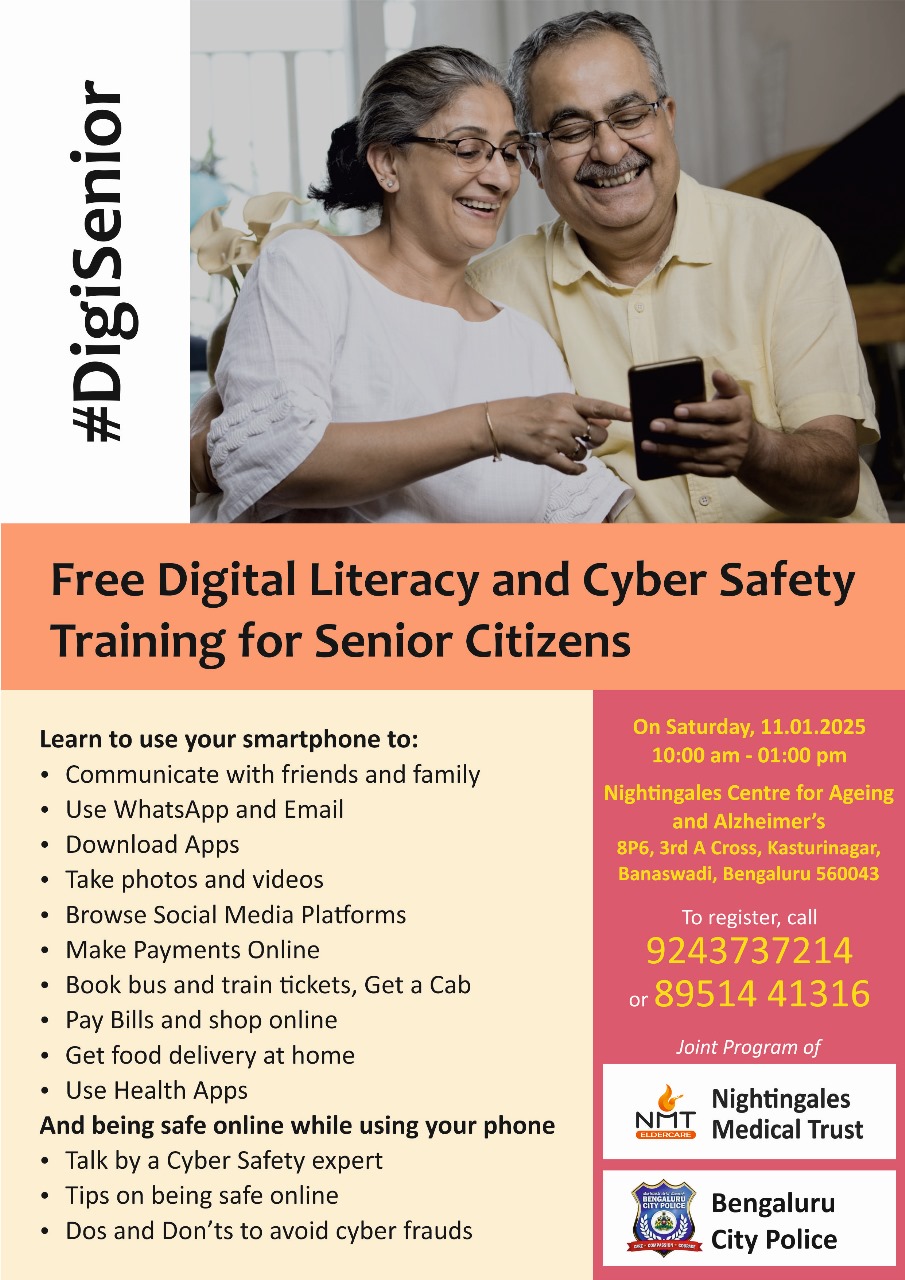 #DigiSenior
Free Digital Literacy and Cyber Safety
Training for Senior Citizens
Learn to use your smartphone to:
• Communicate with friends and family
• Use WhatsApp and Email
• Download Apps
• Take photos and videos
• Browse Social Media Platforms
• Make Payments Online
• Book bus and train tickets, Get a Cab
• Pay Bills and shop online
• Get food delivery at home
• Use Health Apps
And being safe online while using your phone
• Talk by a Cyber Safety expert
• Tips on being safe online
• Dos and Don'ts to avoid cyber frauds
On Saturday, 11.01.2025
10:00 am - 01:00 pm
Nightingales Centre for Ageing
and Alzheimer's
8P6, 3rd A Cross, Kasturinagar,
Banaswadi, Bengaluru 560043
To register, call
9243737214
or 89514 41316
Joint Program of
NMT
ELDERCARE
Nightingales
Medical Trust
BENGALURU
CITY POLICE
CARE • COMPASSION • COURAGE
Bengaluru
City Police